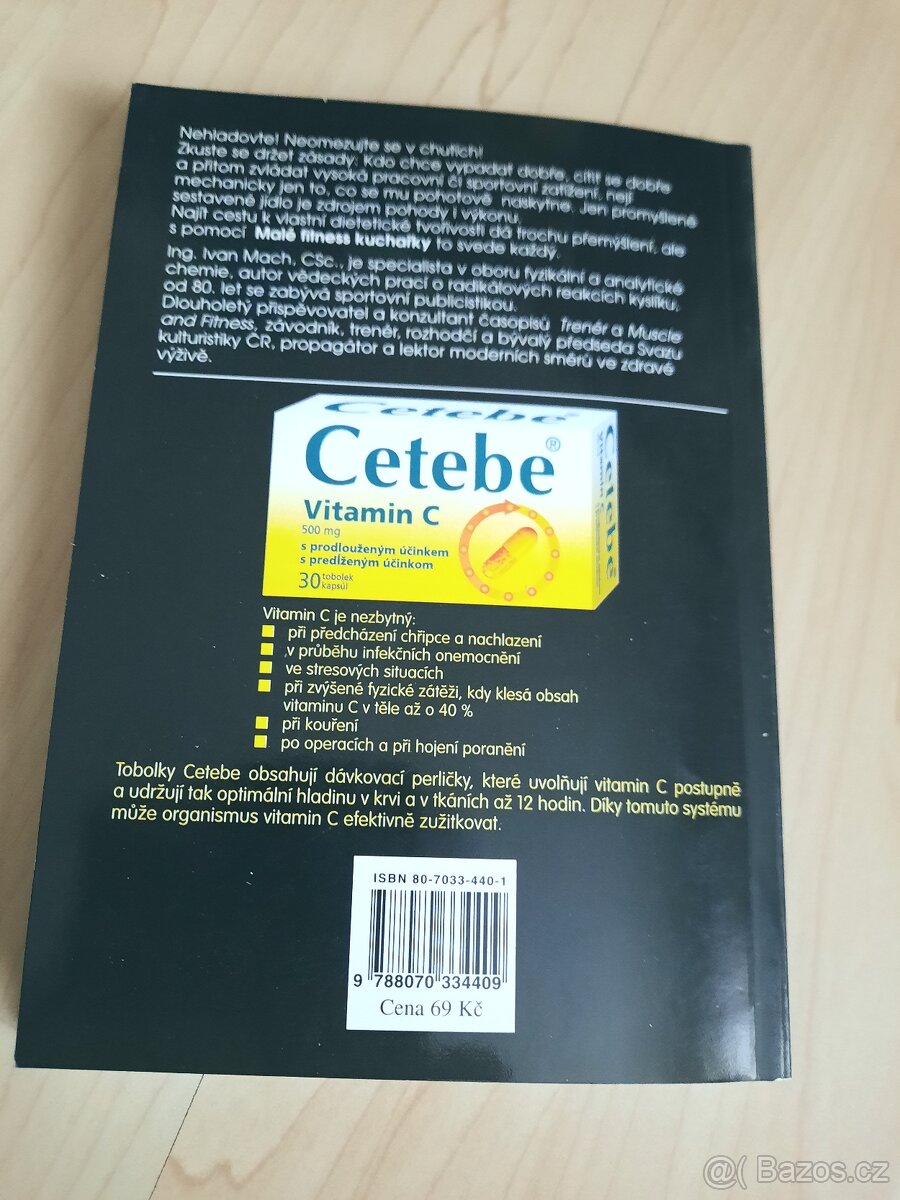 Nehladovte! Neomezujte se v chutích!
Zkuste se držet zásady: Kdo chce vypadat dobře, cítit se dobře
a přitom zvládat vysoká pracovní či sportovní zatížení, nejí
mechanicky jen to, co se mu pohotově naskytne. Jen promyšleně
sestavené jídlo je zdrojem pohody i výkonu.
Najít cestu k vlastní dietetické tvořivosti dá trochu přemýšlení, ale
s pomocí Malé fitness kuchařky to svede každý.
Ing. Ivan Mach, CSc., je specialista v oboru fyzikální a analytické
chemie, autor vědeckých prací o radikálových reakcích kyslíku,
od 80. let se zabývá sportovní publicistikou.
Dlouholetý přispěvovatel a konzultant časopisů Trenér a Muscle
and Fitness, závodník, trenér, rozhodčí a bývalý předseda Svazu
kulturistiky ČR, propagátor a lektor moderních směrů ve zdravé
výživě.
Cetebe
Cetebe®
Vitamin C
500 mg
s prodlouženým účinkem
s predĺženým účinkom
30 tobolek
kapsúl
Cetebe
Vitamin C
Vitamin C je nezbytný:
při předcházení chřipce a nachlazení
.v průběhu infekčních onemocnění
ve stresových situacích
při zvýšené fyzické zátěži, kdy klesá obsah
vitaminu C v těle až o 40 %
při kouření
po operacích a při hojení poranění
Tobolky Cetebe obsahují dávkovací perličky, které uvolňují vitamin C postupně
a udržují tak optimální hladinu v krvi a v tkáních až 12 hodin. Díky tomuto systému
může organismus vitamin C efektivně zužitkovat.
ISBN 80-7033-440-1
9 788070 334409
Cena 69 Kč
@( Bazos.cz